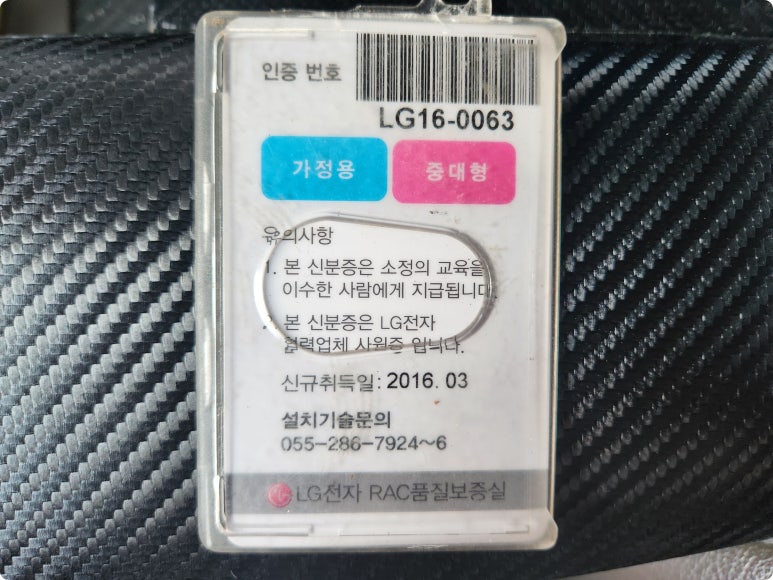 인증 번호
LG16-0063
가정용 중대형
유의사항
1. 본 신분증은 소정의 교육을
이수한 사람에게 지급됩니다.
2. 본 신분증은 LG전자
협력업체 사원증 입니다.
신규취득일: 2016. 03
설치기술문의
055-286-7924~6
LG전자 RAC품질보증실